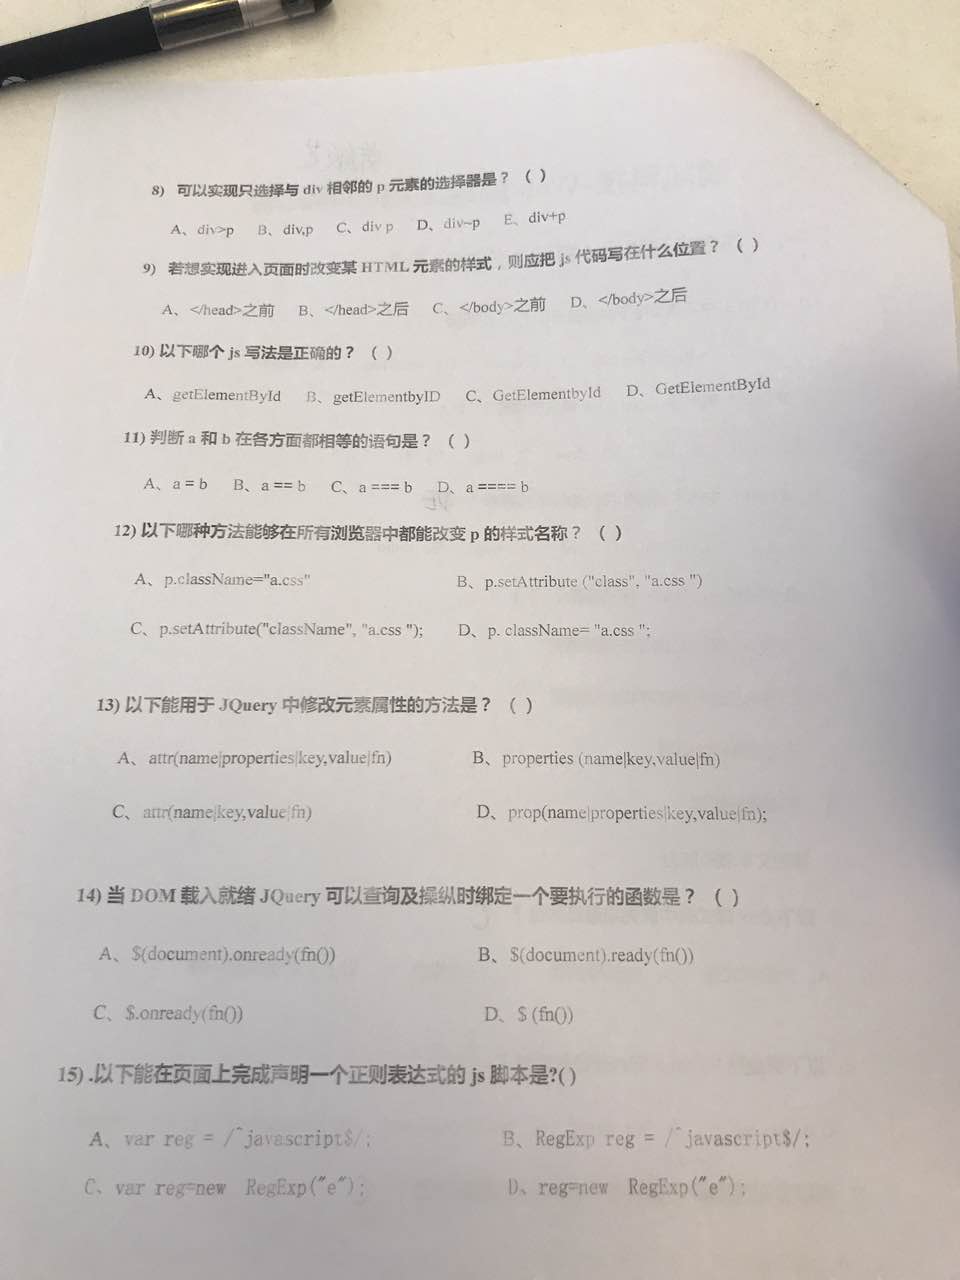 8) 可以实现只选择与 div 相邻的 p 元素的选择器是？ （ ）
A、div>p B、div,p C、div p D、div~p E、div+p
9) 若想实现进入页面时改变某 HTML 元素的样式，则应把 js 代码写在什么位置？ （ ）
A、</head>之前 B、</head>之后 C、</body>之前 D、</body>之后
10) 以下哪个 js 写法是正确的？ （ ）
A、getElementById B、getElementbyID C、GetElementbyId D、GetElementById
11) 判断 a 和 b 在各方面都相等的语句是？ （ ）
A、a = b B、a == b C、a === b D、a ==== b
12) 以下哪种方法能够在所有浏览器中都能改变 p 的样式名称？ （ ）
A、p.className="a.css" B、p.setAttribute ("class", "a.css ")
C、p.setAttribute("className", "a.css "); D、p. className= "a.css ";
13) 以下能用于 JQuery 中修改元素属性的方法是？ （ ）
A、attr(name|properties|key,value|fn) B、properties (name|key,value|fn)
C、attr(name|key,value|fn) D、prop(name|properties|key,value|fn);
14) 当 DOM 载入就绪 JQuery 可以查询及操纵时绑定一个要执行的函数是？ （ ）
A、$(document).onready(fn()) B、$(document).ready(fn())
C、$.onready(fn()) D、$ (fn())
15) .以下能在页面上完成声明一个正则表达式的 js 脚本是?( )
A、var reg = /^javascript$/; B、RegExp reg = /^javascript$/;
C、var reg=new RegExp("e"); D、reg=new RegExp("e");